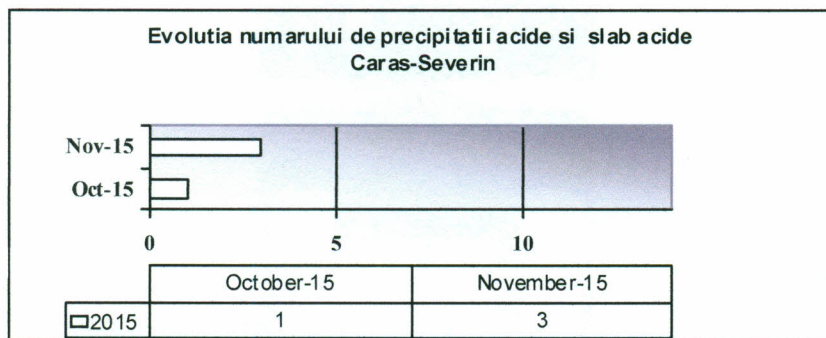 Evolutia numarului de precipitatii acide si slab acide
Caras-Severin
Nov-15
Oct-15
0 5 10
October-15 November-15
2015 1 3